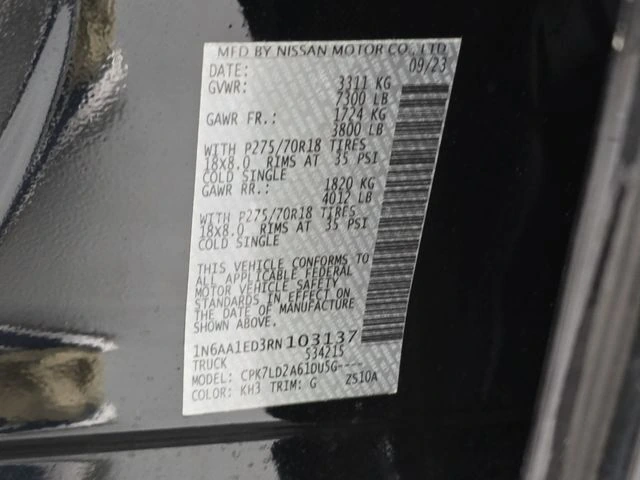 MFD BY NISSAN MOTOR CO., LTD
DATE: 09/23
GVWR: 3311 KG
7300 LB
GAWR FR.: 1724 KG
3800 LB
WITH P275/70R18 TIRES
18X8.0 RIMS AT 35 PSI
COLD SINGLE
GAWR RR.: 1820 KG
4012 LB
WITH P275/70R18 TIRES
18X8.0 RIMS AT 35 PSI
COLD SINGLE
THIS VEHICLE CONFORMS TO
ALL APPLICABLE FEDERAL
MOTOR VEHICLE SAFETY
STANDARDS IN EFFECT ON
THE DATE OF MANUFACTURE
SHOWN ABOVE.
1N6AA1ED3RN103137
TRUCK S34215
MODEL: CPK7LD2A61DU5G----
COLOR: KH3 TRIM: G ZS10A